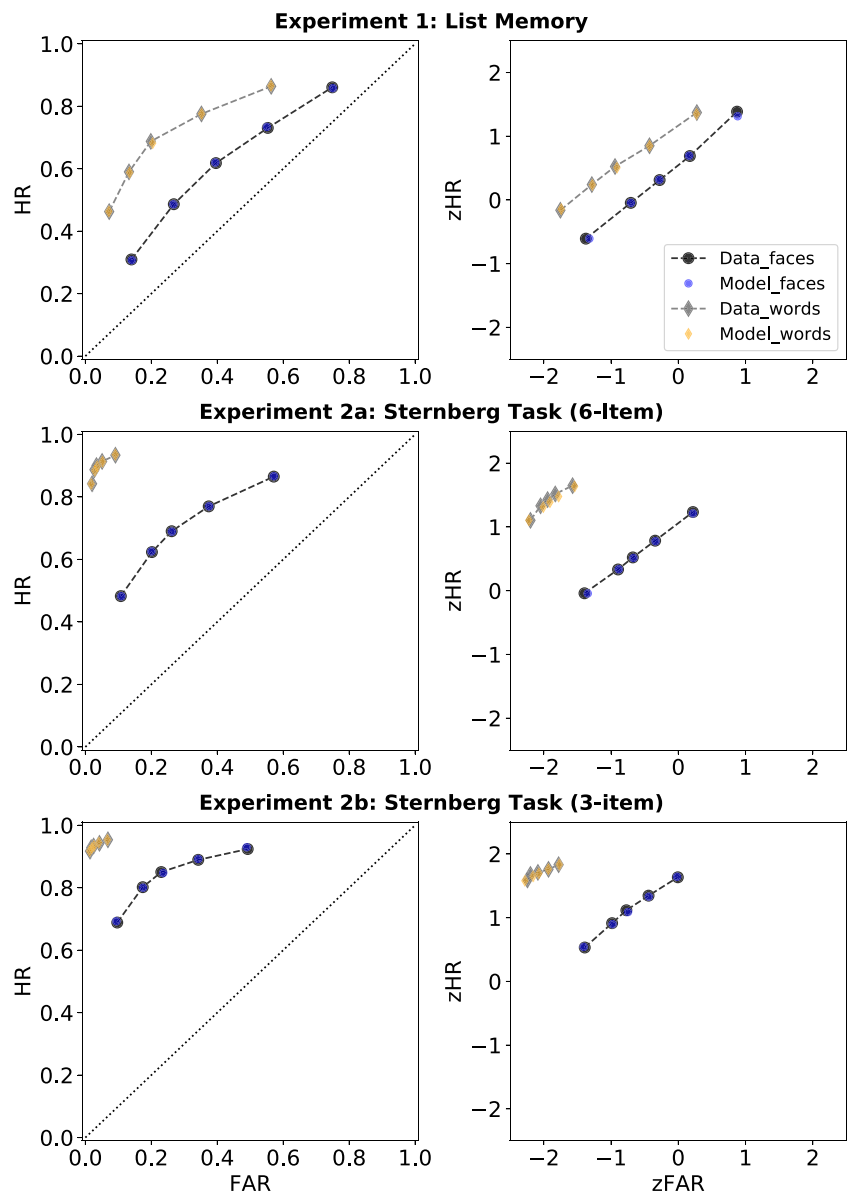 Experiment 1: List Memory
1.0
0.8
0.6
0.4
0.2
0.0
HR
0.0 0.2 0.4 0.6 0.8 1.0
2
1
0
−1
−2
zHR
−2 −1 0 1 2
Data_faces
Model_faces
Data_words
Model_words
Experiment 2a: Sternberg Task (6-Item)
1.0
0.8
0.6
0.4
0.2
0.0
HR
0.0 0.2 0.4 0.6 0.8 1.0
2
1
0
−1
−2
zHR
−2 −1 0 1 2
Experiment 2b: Sternberg Task (3-item)
1.0
0.8
0.6
0.4
0.2
0.0
HR
0.0 0.2 0.4 0.6 0.8 1.0
FAR
2
1
0
−1
−2
zHR
−2 −1 0 1 2
zFAR